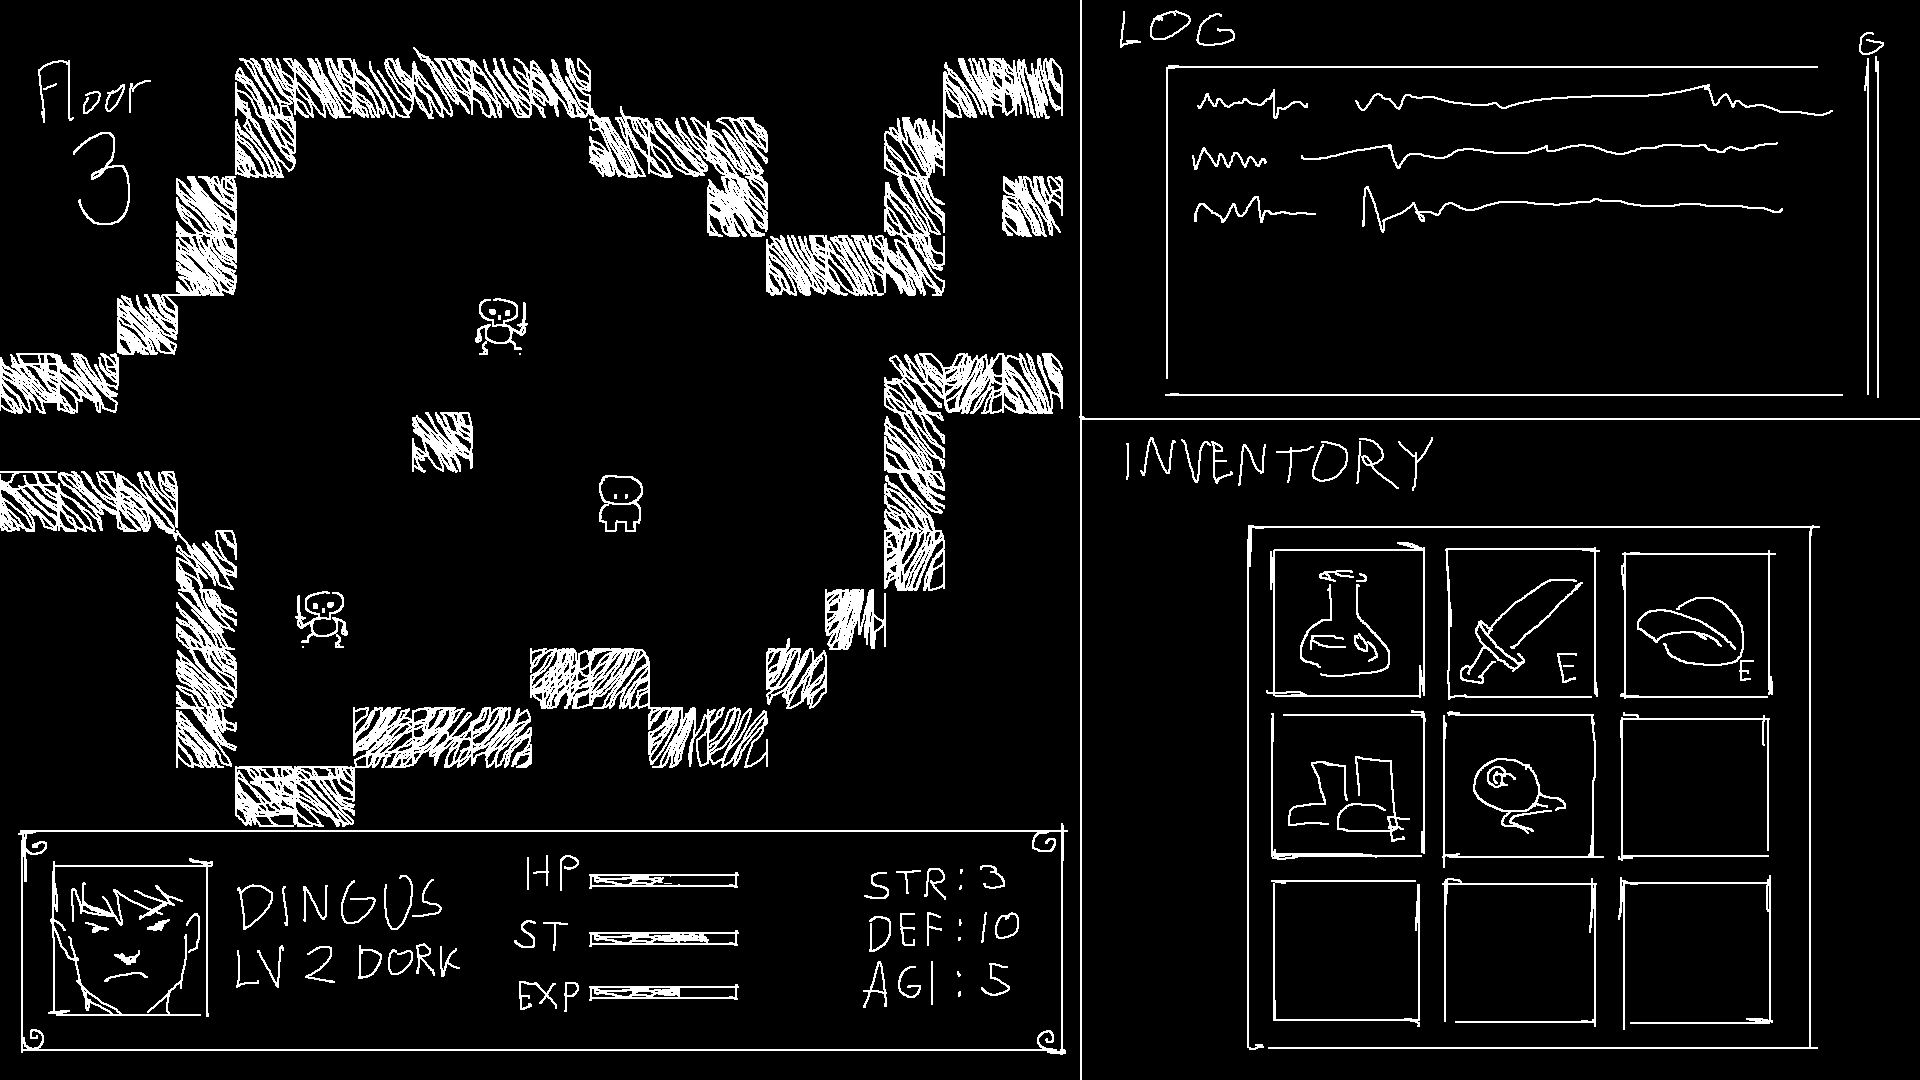 Floor
3
LOG
INVENTORY
E
E
E
DINGUS
LV 2 DORK
HP
ST
EXP
STR: 3
DEF: 10
AGI: 5